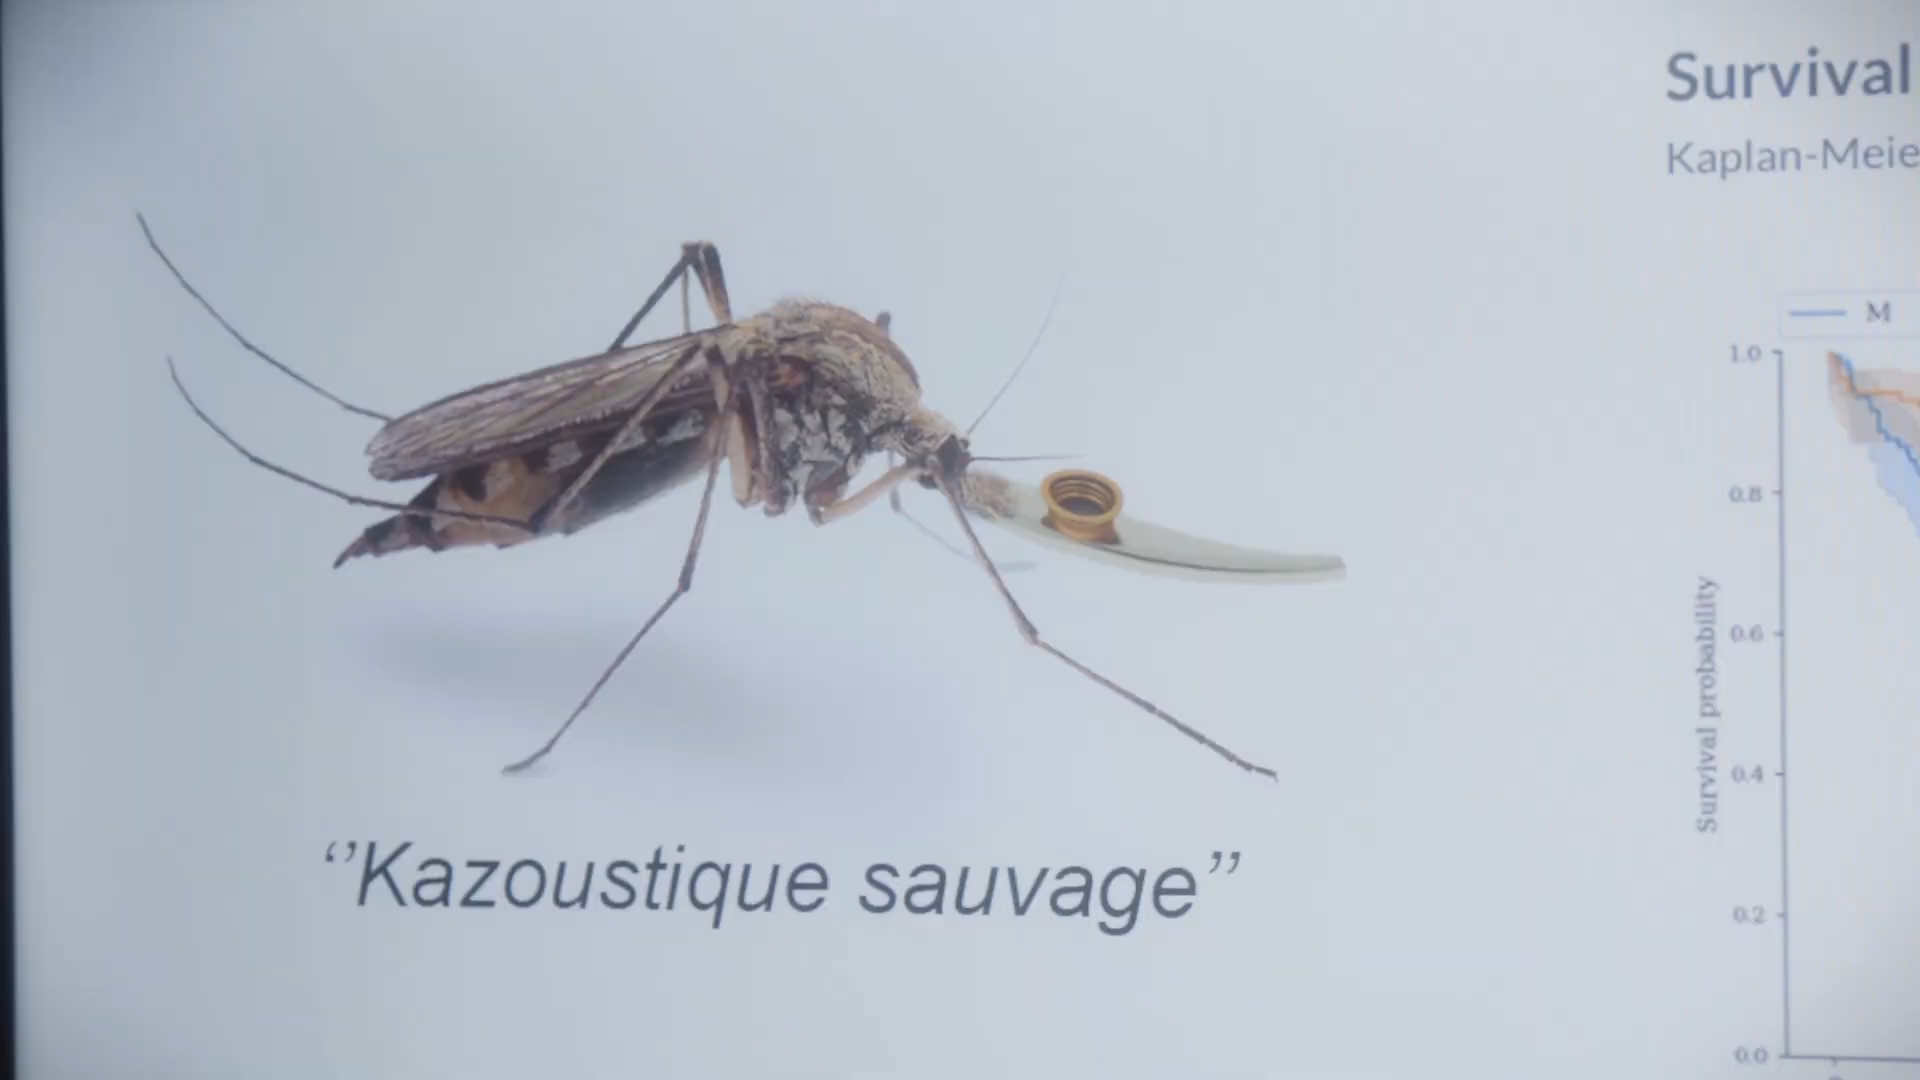 ‘’Kazoustique sauvage’’
Survival
Kaplan-Meie
M
1.0
0.8
0.6
0.4
0.2
0.0
Survival probability